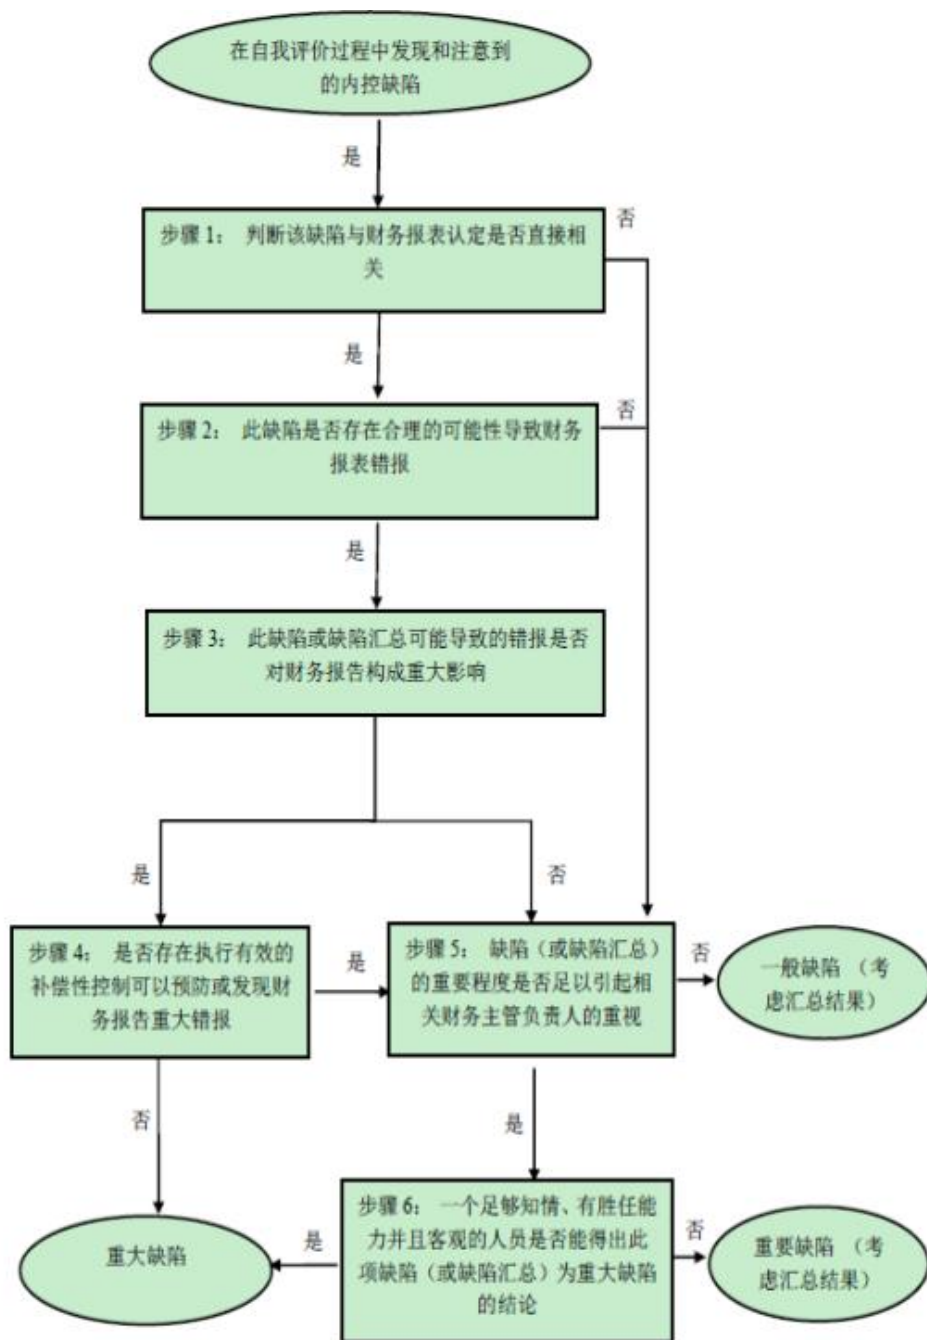 在自我评价过程中发现和注意到
的内控缺陷
是
步骤 1： 判断该缺陷与财务报表认定是否直接相
关
否
是
步骤 2： 此缺陷是否存在合理的可能性导致财务
报表错报
否
是
步骤 3： 此缺陷或缺陷汇总可能导致的错报是否
对财务报告构成重大影响
是
否
步骤 4： 是否存在执行有效的
补偿性控制可以预防或发现财
务报告重大错报
是
步骤 5： 缺陷（或缺陷汇总）
的重要程度是否足以引起相
关财务主管负责人的重视
否
一般缺陷 （考
虑汇总结果）
否
是
步骤 6： 一个足够知情、有胜任能
力并且客观的人员是否能得出此
项缺陷（或缺陷汇总）为重大缺陷
的结论
是
重大缺陷
否
重要缺陷 （考
虑汇总结果）